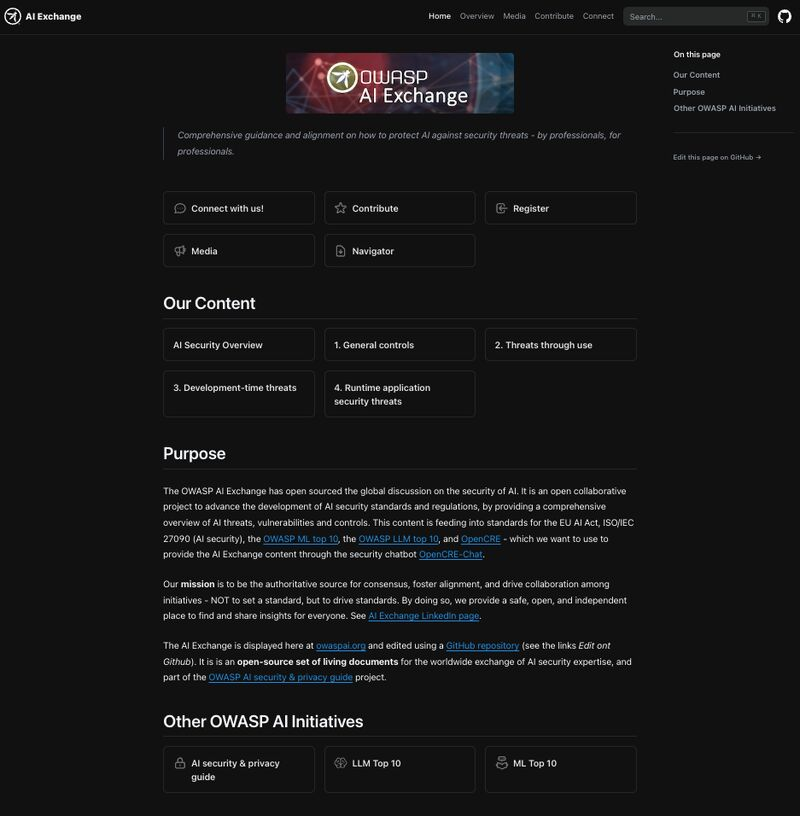 AI Exchange
Home Overview Media Contribute Connect
Search...
⌘ K
OWASP
AI Exchange
Comprehensive guidance and alignment on how to protect AI against security threats - by professionals, for
professionals.
Connect with us!
Contribute
Register
Media
Navigator
Our Content
AI Security Overview
1. General controls
2. Threats through use
3. Development-time threats
4. Runtime application
security threats
Purpose
The OWASP AI Exchange has open sourced the global discussion on the security of AI. It is an open collaborative
project to advance the development of AI security standards and regulations, by providing a comprehensive
overview of AI threats, vulnerabilities and controls. This content is feeding into standards for the EU AI Act, ISO/IEC
27090 (AI security), the OWASP ML top 10, the OWASP LLM top 10, and OpenCRE - which we want to use to
provide the AI Exchange content through the security chatbot OpenCRE-Chat.
Our mission is to be the authoritative source for consensus, foster alignment, and drive collaboration among
initiatives - NOT to set a standard, but to drive standards. By doing so, we provide a safe, open, and independent
place to find and share insights for everyone. See AI Exchange LinkedIn page.
The AI Exchange is displayed here at owaspai.org and edited using a GitHub repository (see the links Edit ont
Github). It is is an open-source set of living documents for the worldwide exchange of AI security expertise, and
part of the OWASP AI security & privacy guide project.
Other OWASP AI Initiatives
AI security & privacy
guide
LLM Top 10
ML Top 10
On this page
Our Content
Purpose
Other OWASP AI Initiatives
Edit this page on GitHub →